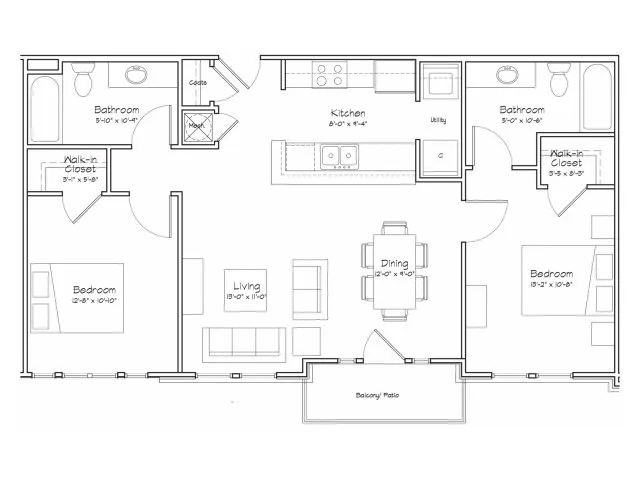 Coats
Bathroom
5'-10" x 10'-9"
Kitchen
8'-0" x 9'-4"
Utility
Bathroom
5'-0" x 10'-6"
Mech.
C
Walk-in
Closet
5'-1" x 5'-8"
Walk-in
Closet
5'-5 x 8'-3"
Dining
12'-0" x 9'-0"
Bedroom
12'-8" x 10'-10"
Living
15'-0" x 11'-0"
Bedroom
13'-2" x 10'-8"
Balcony/ Patio